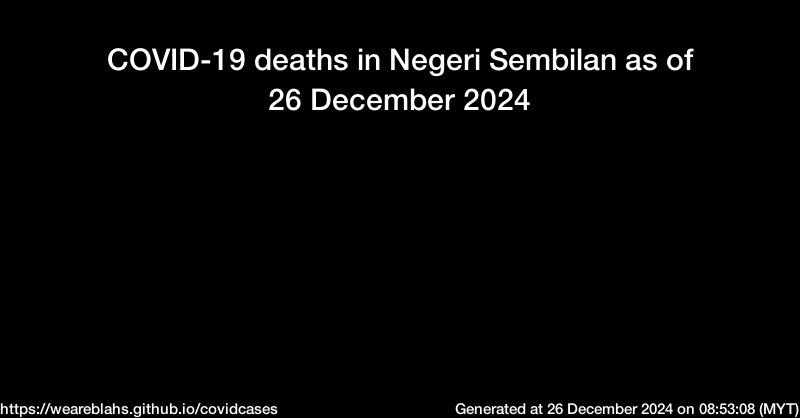 COVID-19 deaths in Negeri Sembilan as of
26 December 2024
https://weareblahs.github.io/covidcases
Generated at 26 December 2024 on 08:53:08 (MYT)